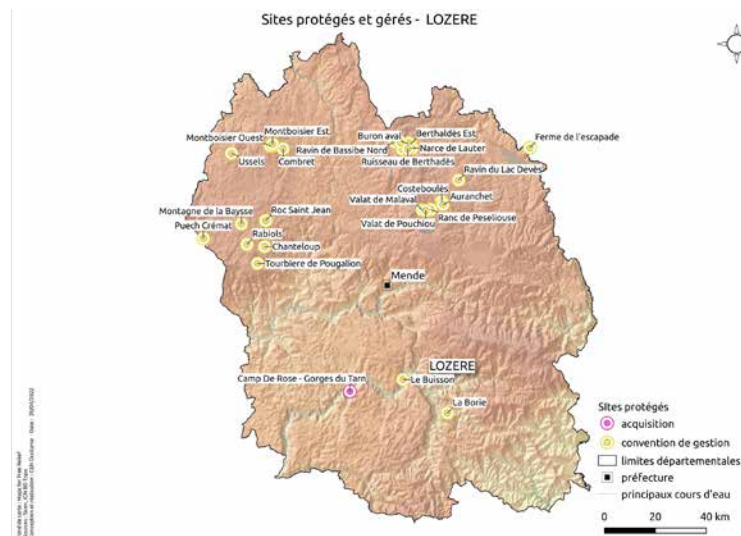 Sites protégés et gérés - LOZERE
Montboisier Ouest
Montboisier Est
Buron aval
Berthaldès Est
Ferme de l'escapade
Ussels
Combret
Ravin de Bassibe Nord
Narce de Lauter
Ruisseau de Berthadès
Ravin du Lac Devès
Costeboulès
Auranchet
Valat de Malaval
Montagne de la Baysse
Roc Saint Jean
Puech Crémat
Rabiols
Valat de Pouchiou
Ranc de Peseliouse
Chanteloup
Tourbiere de Pougalion
Mende
LOZERE
Camp De Rose - Gorges du Tarn
Le Buisson
La Borie
Sites protégés
acquisition
convention de gestion
limites départementales
préfecture
principaux cours d'eau
0 20 40 km